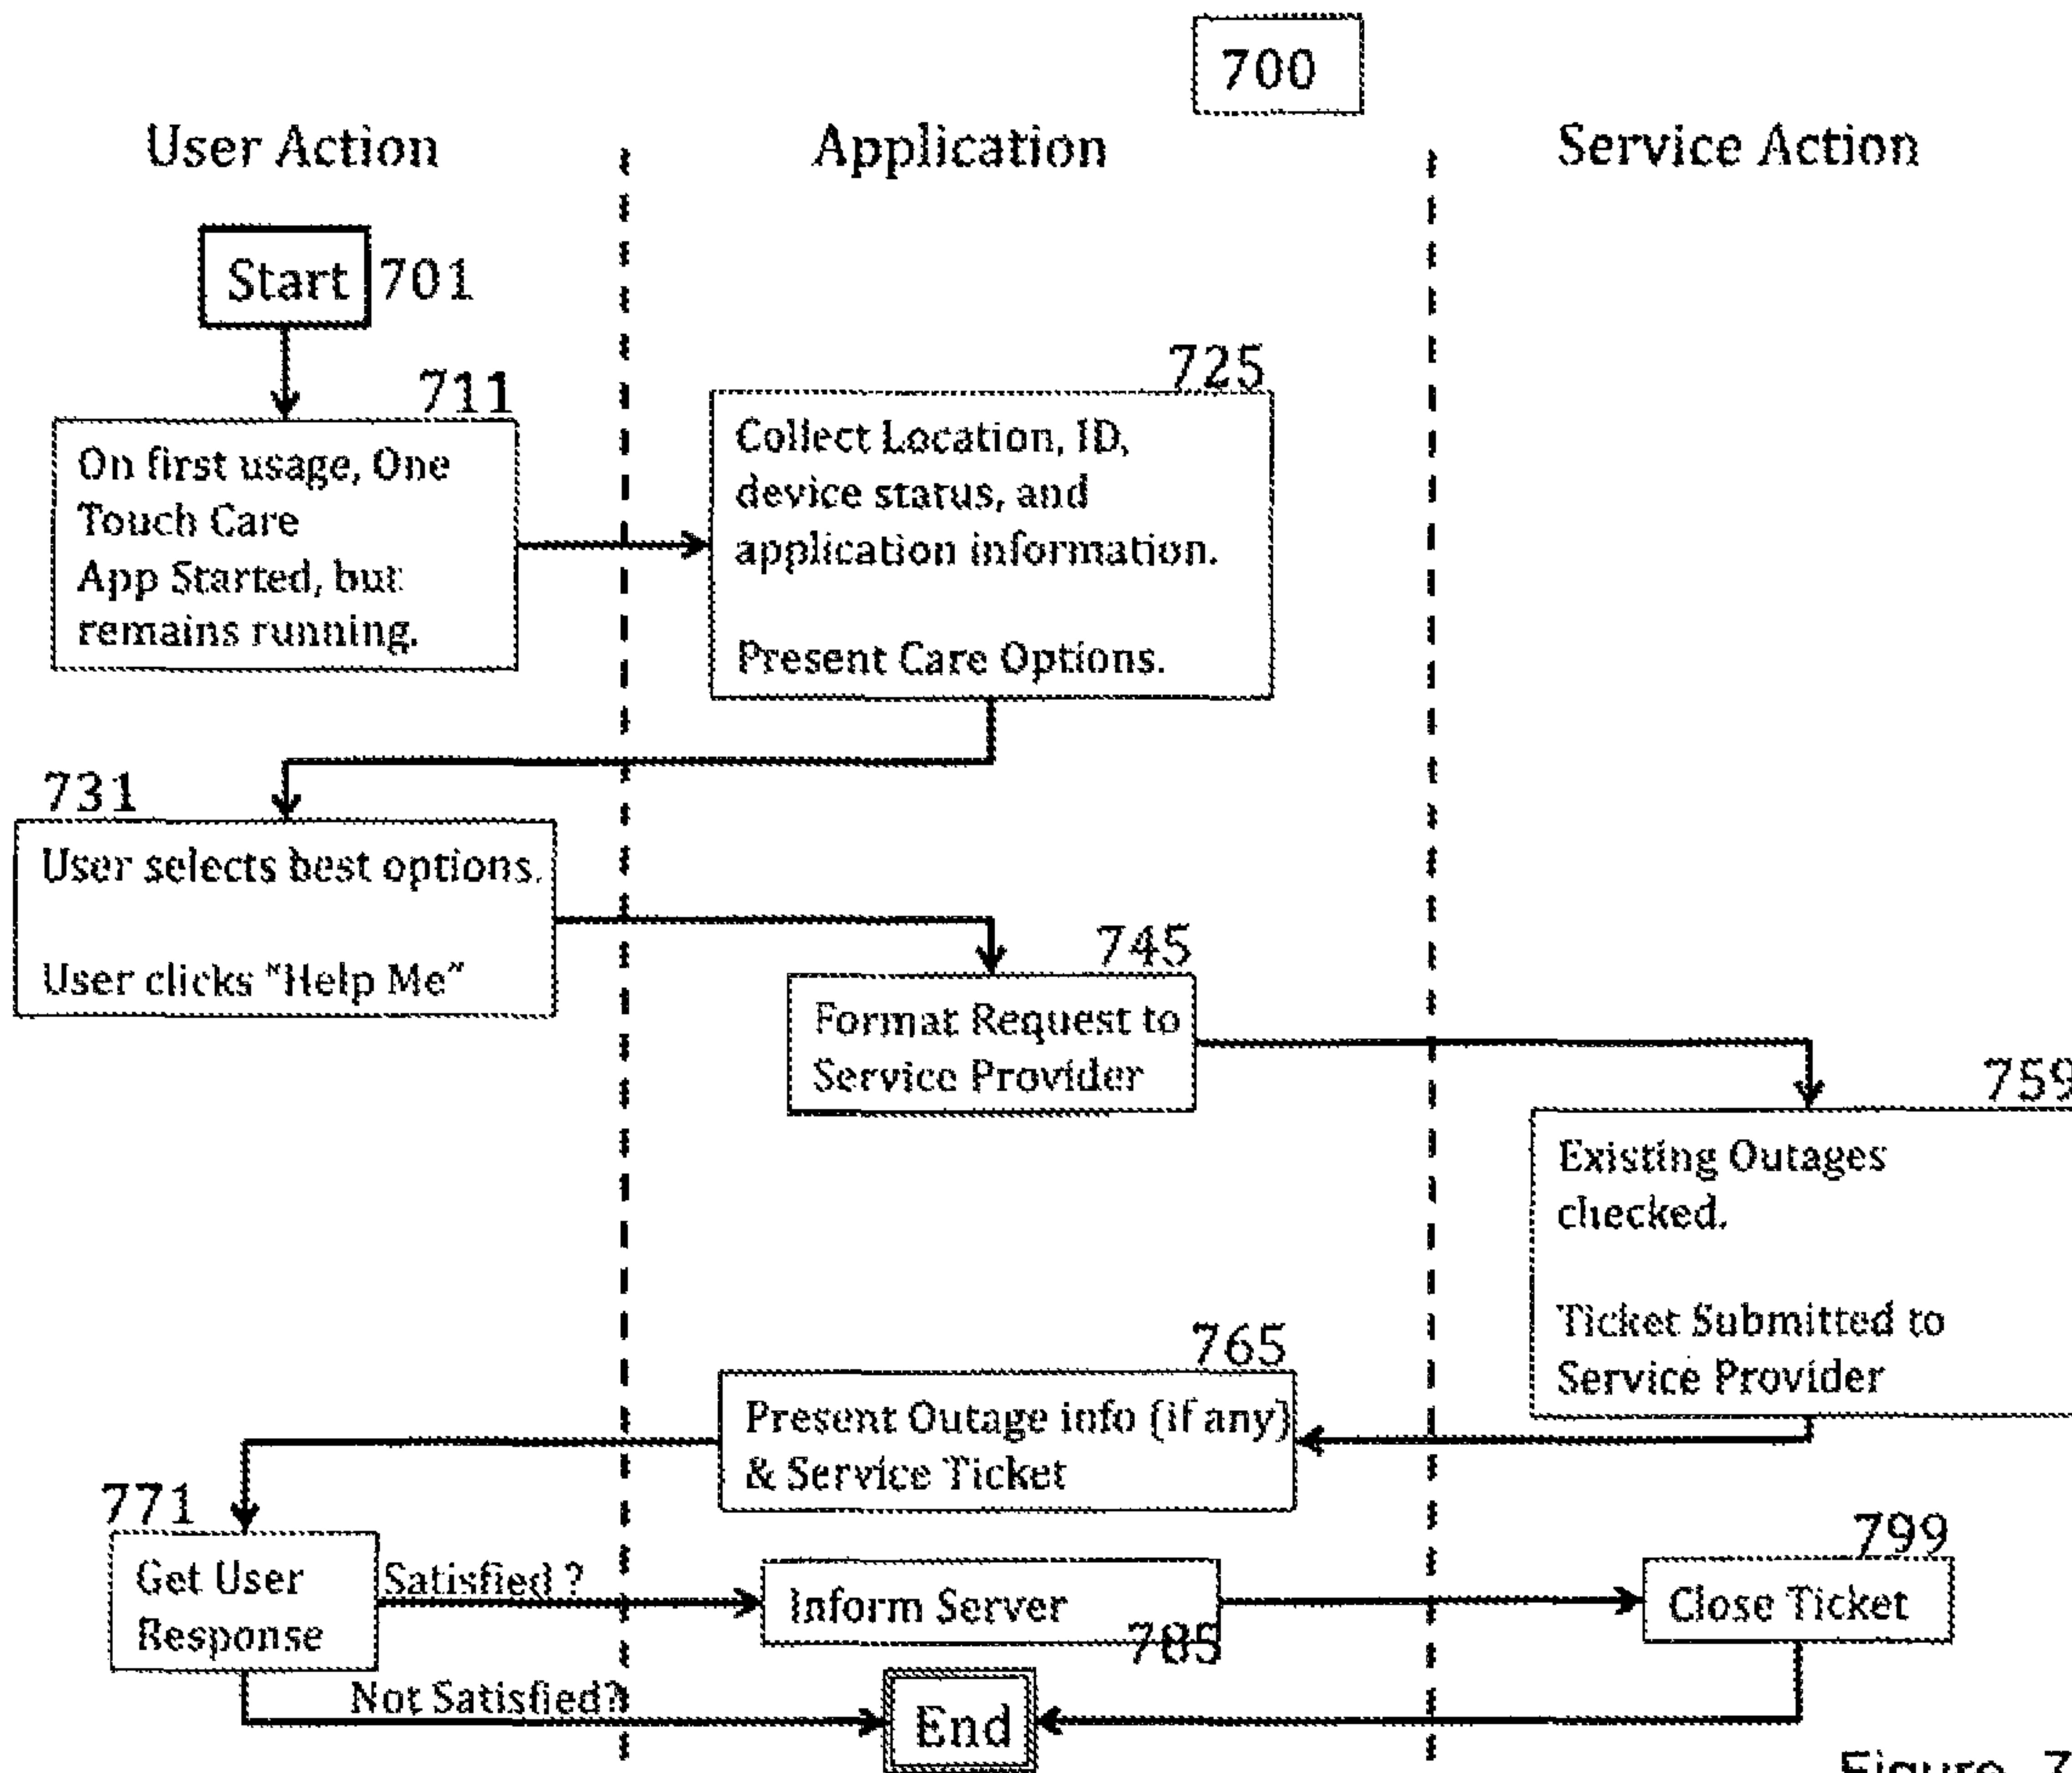 700
User Action
Application
Service Action
Start
701
711
On first usage, One
Touch Care
App Started, but
remains running.
725
Collect Location, ID,
device status, and
application information.
Present Care Options.
731
User selects best options.
User clicks "Help Me"
745
Format Request to
Service Provider
759
Existing Outages
checked.
Ticket Submitted to
Service Provider
765
Present Outage info (if any)
& Service Ticket
771
Get User
Response
Satisfied ?
Inform Server
785
799
Close Ticket
Not Satisfied?
End
Figure 7